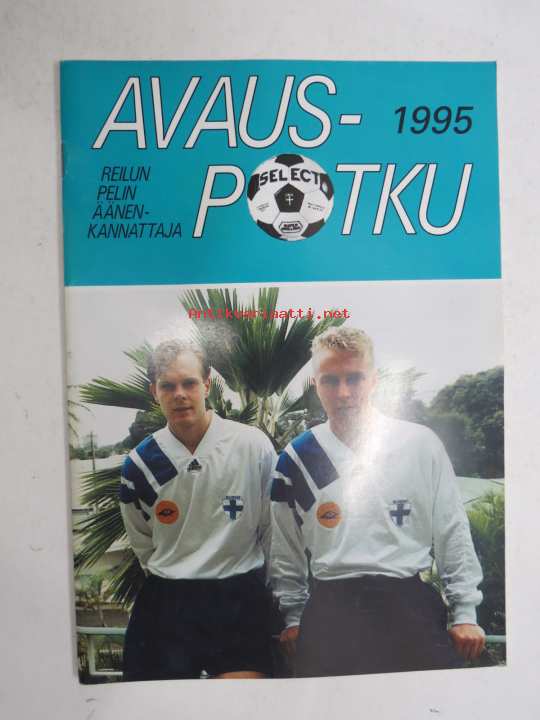 AVAUS-
1995
REILUN
PELIN
ÄÄNEN-
KANNATTAJA
P TKU
SELECT
Antikvariaatti.net